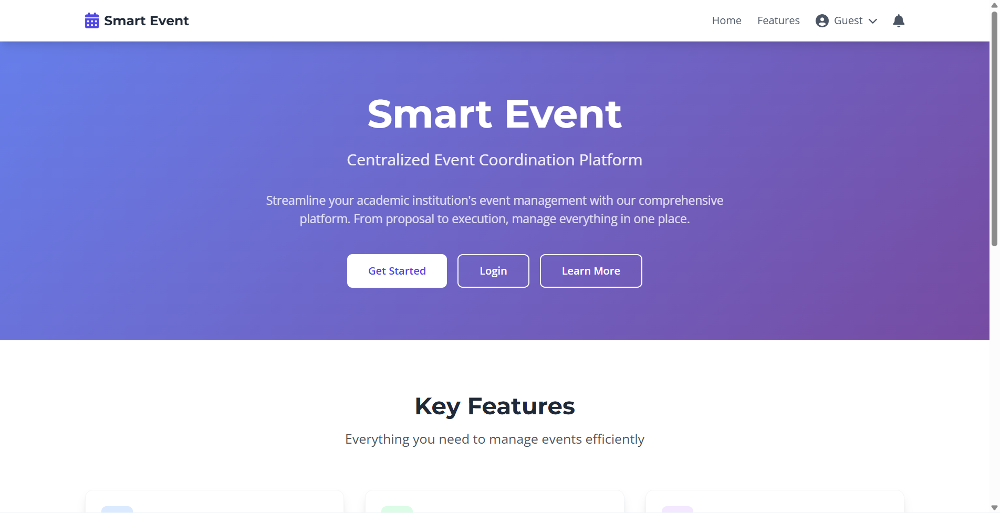 Smart Event
Home
Features
Guest
Smart Event
Centralized Event Coordination Platform
Streamline your academic institution's event management with our comprehensive
platform. From proposal to execution, manage everything in one place.
Get Started
Login
Learn More
Key Features
Everything you need to manage events efficiently